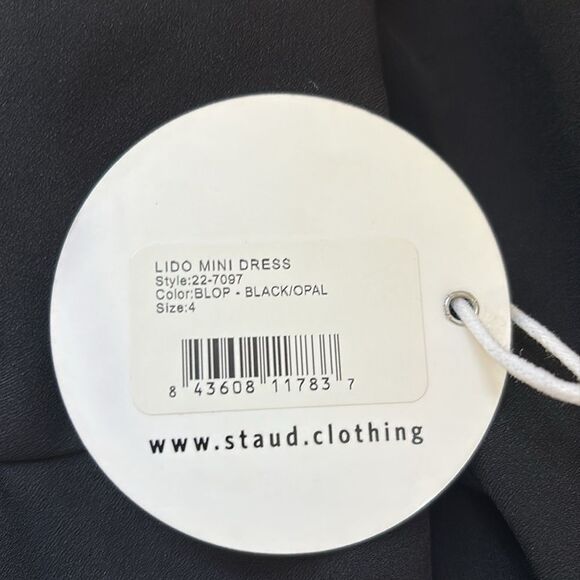 LIDO MINI DRESS
Style:22-7097
Color:BLOP - BLACK/OPAL
Size:4
8 43608 11783 7
www.staud.clothing